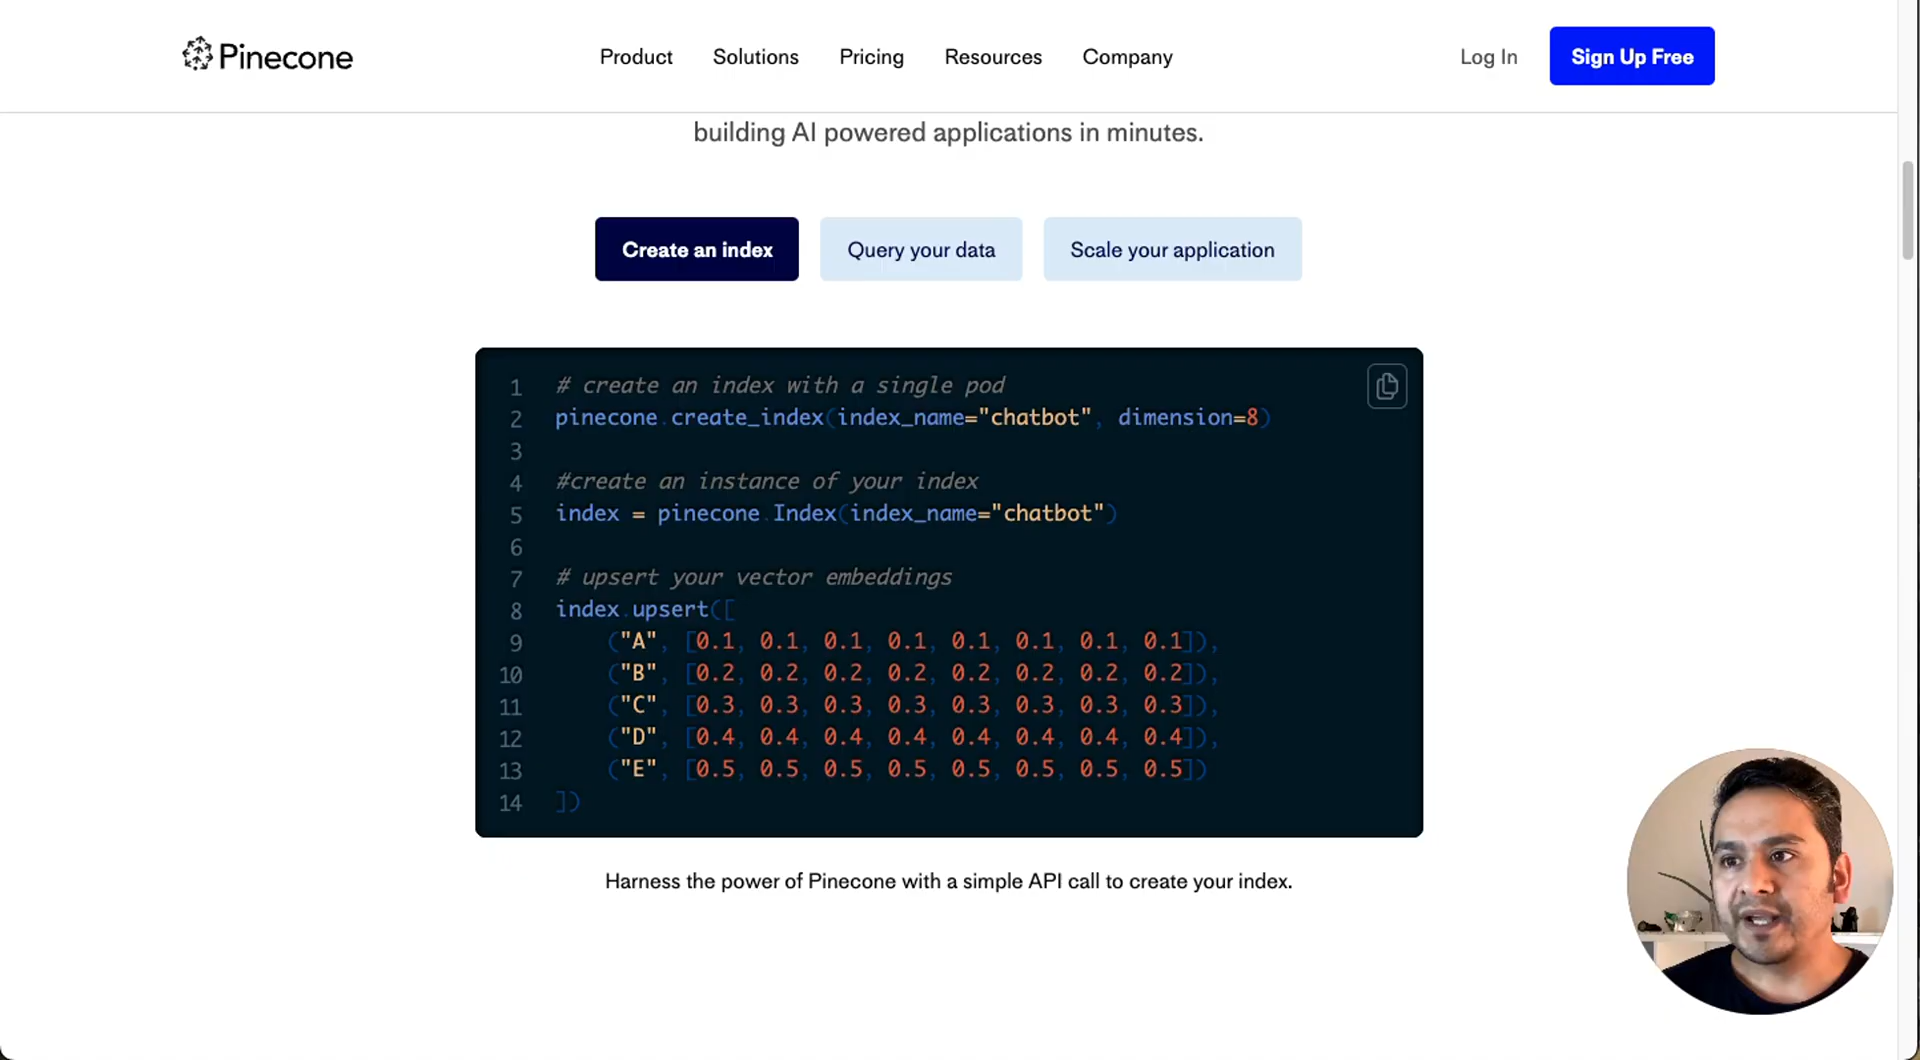 Pinecone
Product Solutions Pricing Resources Company
Log In
Sign Up Free
building AI powered applications in minutes.
Create an index
Query your data
Scale your application
1 # create an index with a single pod
2 pinecone.create_index(index_name="chatbot", dimension=8)
3
4 #create an instance of your index
5 index = pinecone.Index(index_name="chatbot")
6
7 # upsert your vector embeddings
8 index.upsert([
9 ("A", [0.1, 0.1, 0.1, 0.1, 0.1, 0.1, 0.1, 0.1]),
10 ("B", [0.2, 0.2, 0.2, 0.2, 0.2, 0.2, 0.2, 0.2]),
11 ("C", [0.3, 0.3, 0.3, 0.3, 0.3, 0.3, 0.3, 0.3]),
12 ("D", [0.4, 0.4, 0.4, 0.4, 0.4, 0.4, 0.4, 0.4]),
13 ("E", [0.5, 0.5, 0.5, 0.5, 0.5, 0.5, 0.5, 0.5])
14 ])
Harness the power of Pinecone with a simple API call to create your index.